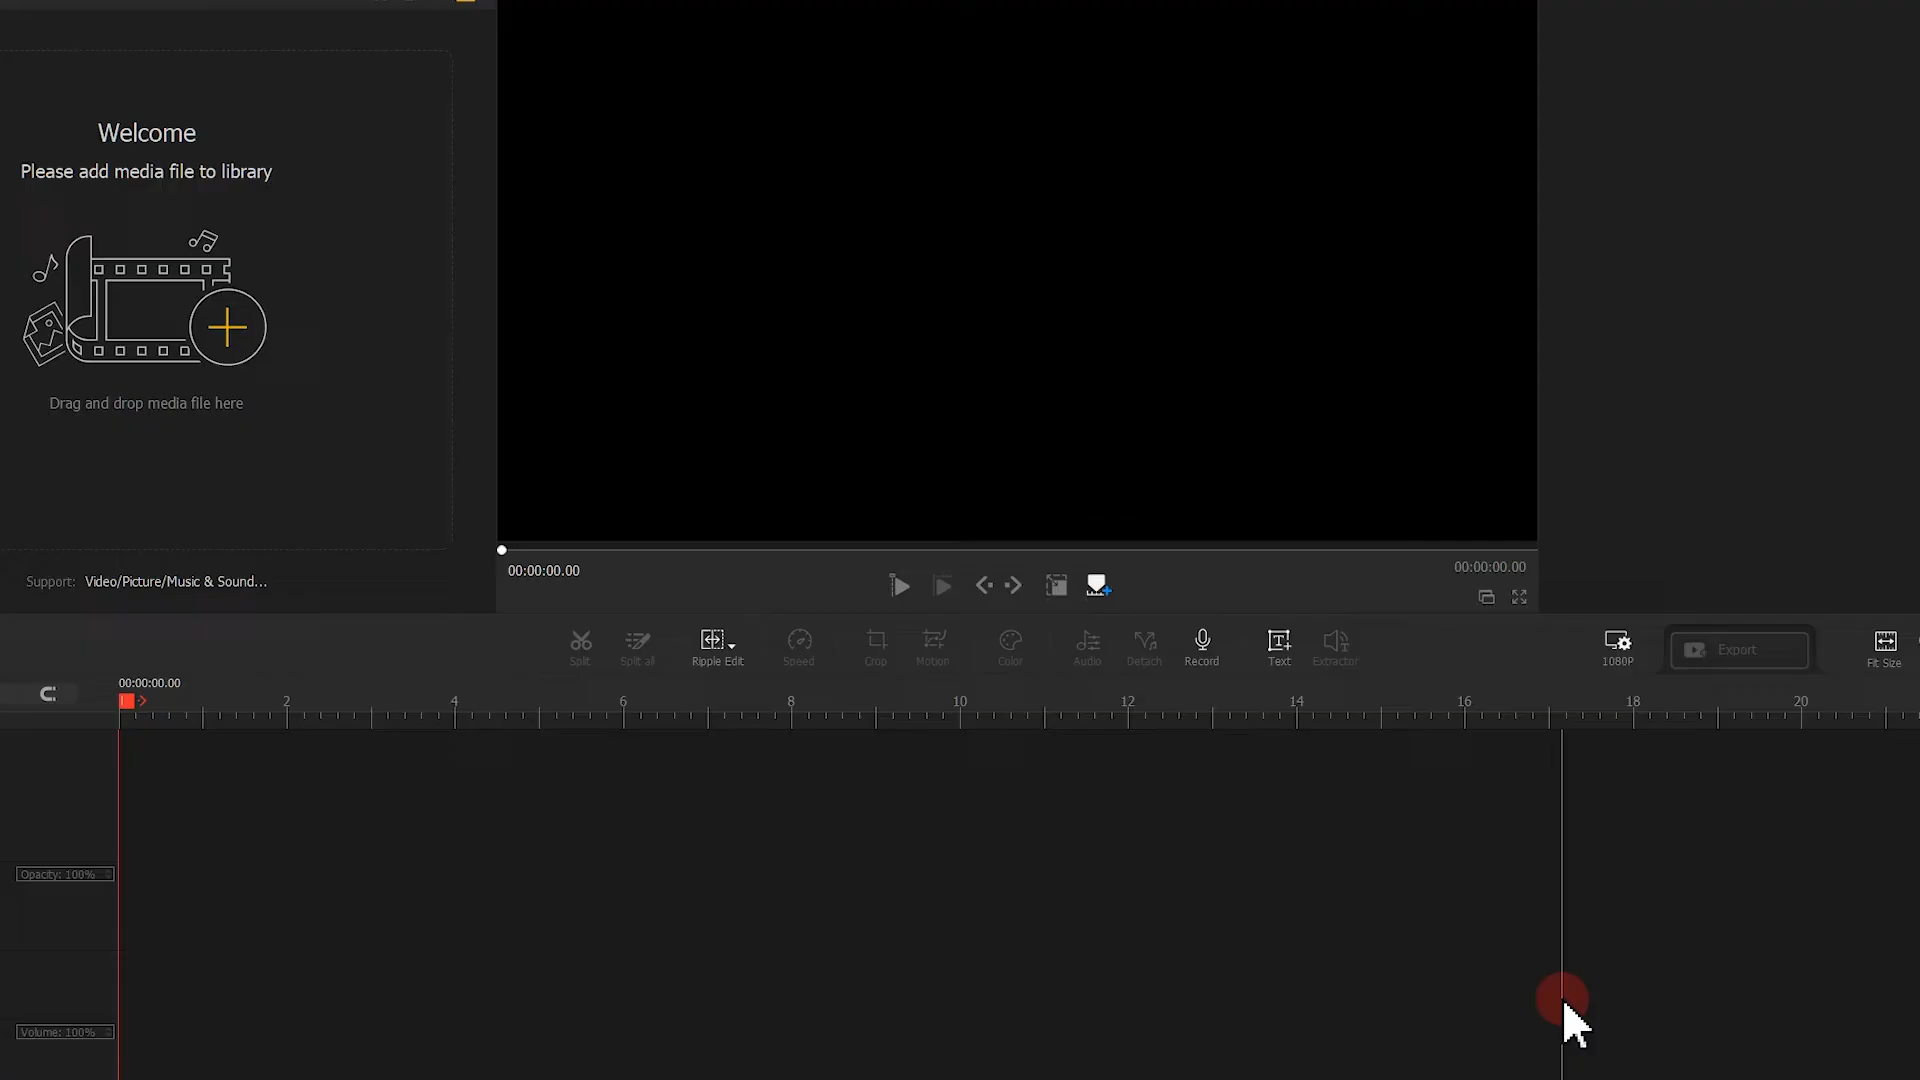 Welcome
Please add media file to library
Drag and drop media file here
Support: Video/Picture/Music & Sound...
00:00:00.00
00:00:00.00
Split
Split all
Ripple Edit
Speed
Crop
Motion
Color
Audio
Detach
Record
Text
Extractor
1080P
Export
Fit Size
00:00:00.00
2 4 6 8 10 12 14 16 18 20
Opacity: 100%
Volume: 100%